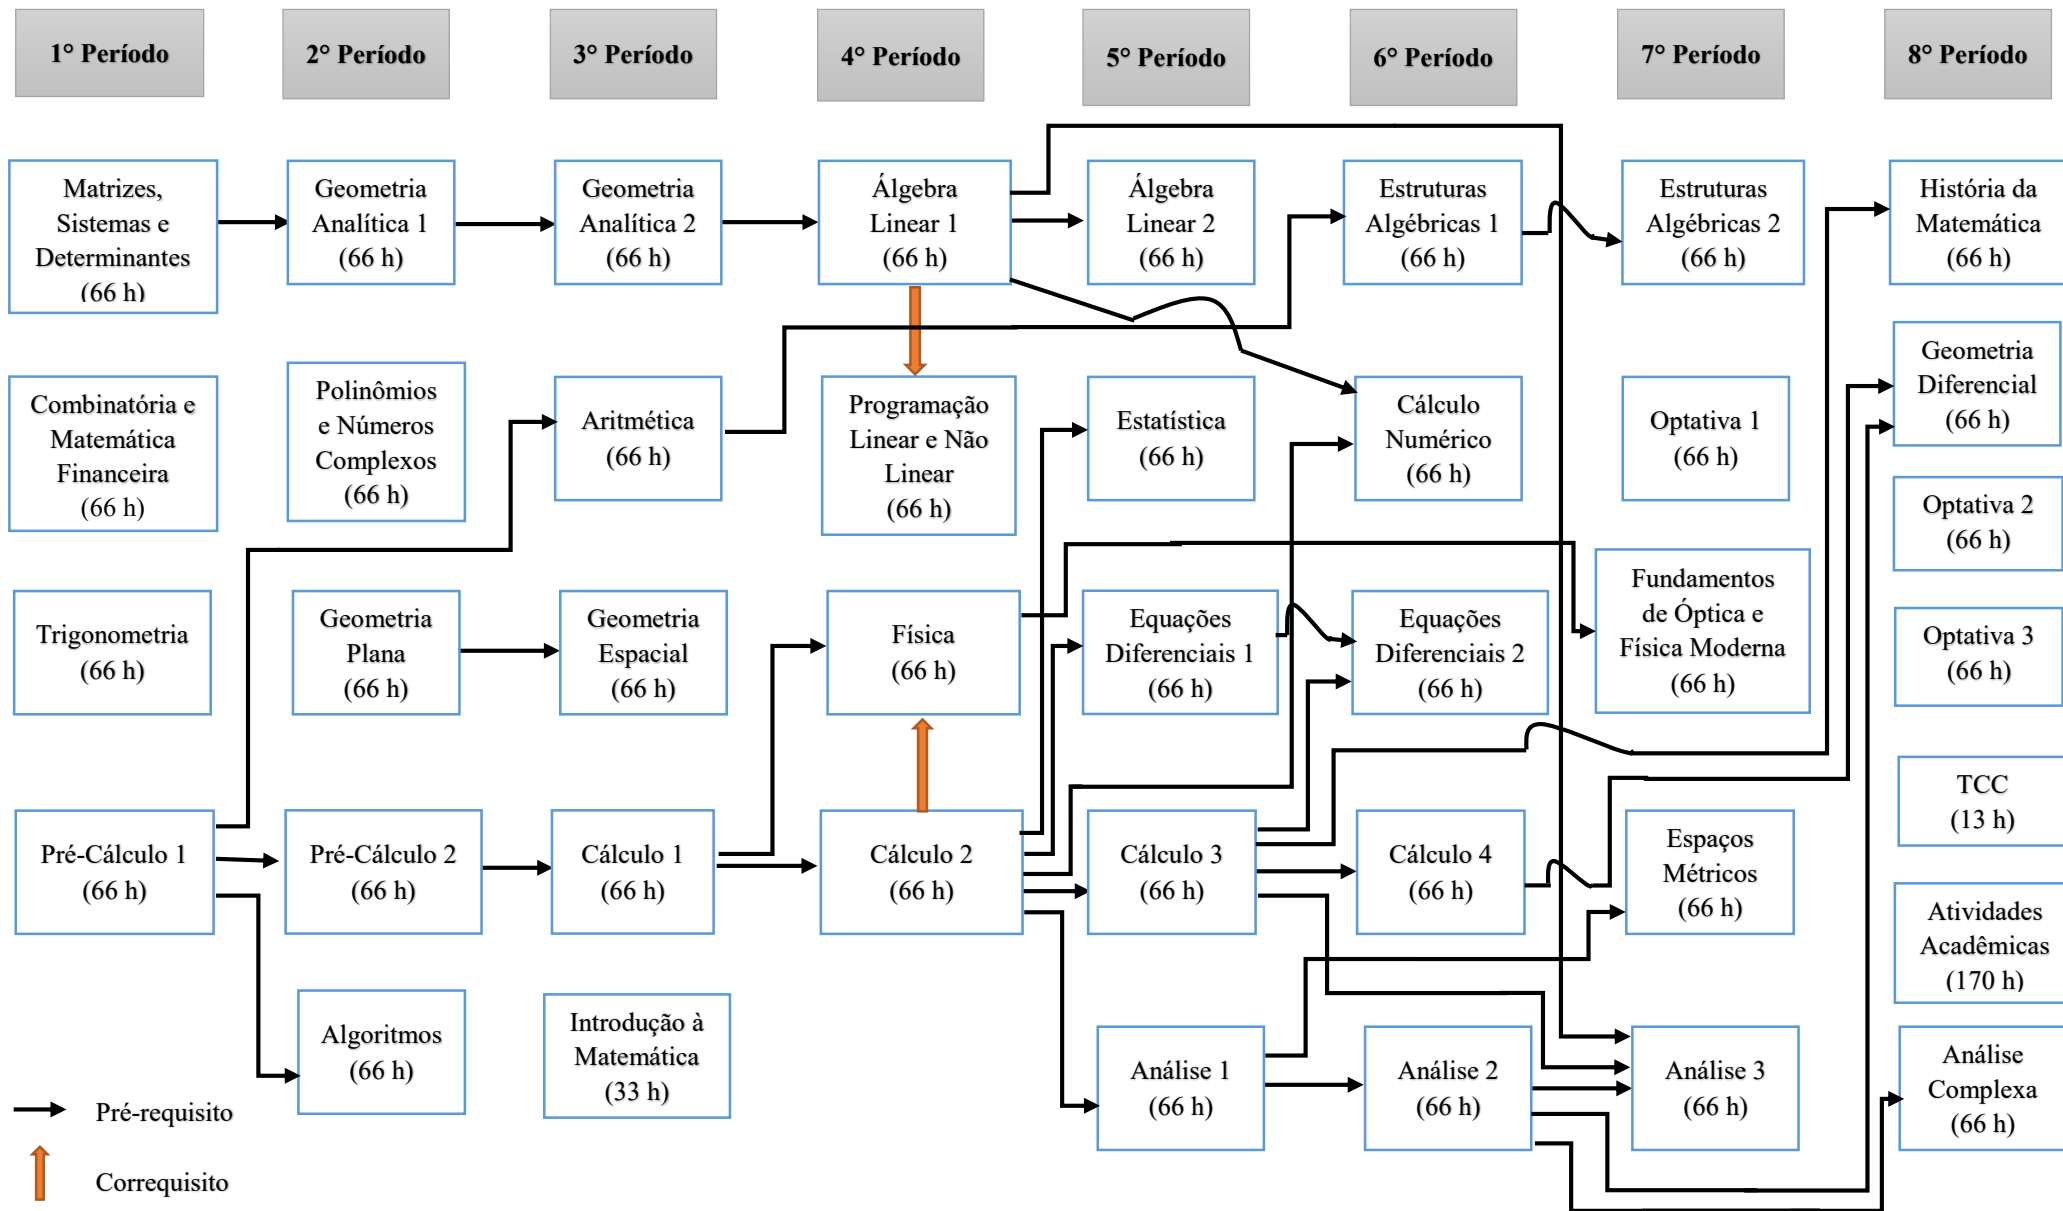 1° Período
2° Período
3° Período
4° Período
5° Período
6° Período
7° Período
8° Período
Matrizes,
Sistemas e
Determinantes
(66 h)
Geometria
Analítica 1
(66 h)
Geometria
Analítica 2
(66 h)
Álgebra
Linear 1
(66 h)
Álgebra
Linear 2
(66 h)
Estruturas
Algébricas 1
(66 h)
Estruturas
Algébricas 2
(66 h)
História da
Matemática
(66 h)
Combinatória e
Matemática
Financeira
(66 h)
Polinômios
e Números
Complexos
(66 h)
Aritmética
(66 h)
Programação
Linear e Não
Linear
(66 h)
Estatística
(66 h)
Cálculo
Numérico
(66 h)
Optativa 1
(66 h)
Geometria
Diferencial
(66 h)
Optativa 2
(66 h)
Trigonometria
(66 h)
Geometria
Plana
(66 h)
Geometria
Espacial
(66 h)
Física
(66 h)
Equações
Diferenciais 1
(66 h)
Equações
Diferenciais 2
(66 h)
Fundamentos
de Óptica e
Física Moderna
(66 h)
Optativa 3
(66 h)
TCC
(13 h)
Pré-Cálculo 1
(66 h)
Pré-Cálculo 2
(66 h)
Cálculo 1
(66 h)
Cálculo 2
(66 h)
Cálculo 3
(66 h)
Cálculo 4
(66 h)
Espaços
Métricos
(66 h)
Atividades
Acadêmicas
(170 h)
Algoritmos
(66 h)
Introdução à
Matemática
(33 h)
Análise 1
(66 h)
Análise 2
(66 h)
Análise 3
(66 h)
Análise
Complexa
(66 h)
Pré-requisito
Correquisito